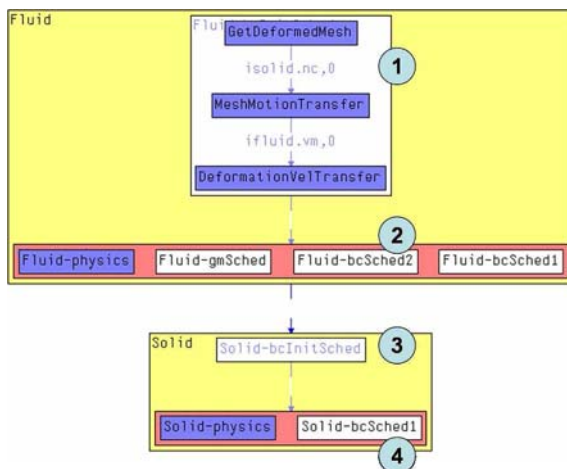 Fluid
GetDeformedMesh
1
isolid.nc,0
MeshMotionTransfer
ifluid.vm,0
DeformationVelTransfer
2
Fluid-physics Fluid-gmSched Fluid-bcSched2 Fluid-bcSched1
Solid
Solid-bcInitSched
3
Solid-physics Solid-bcSched1
4